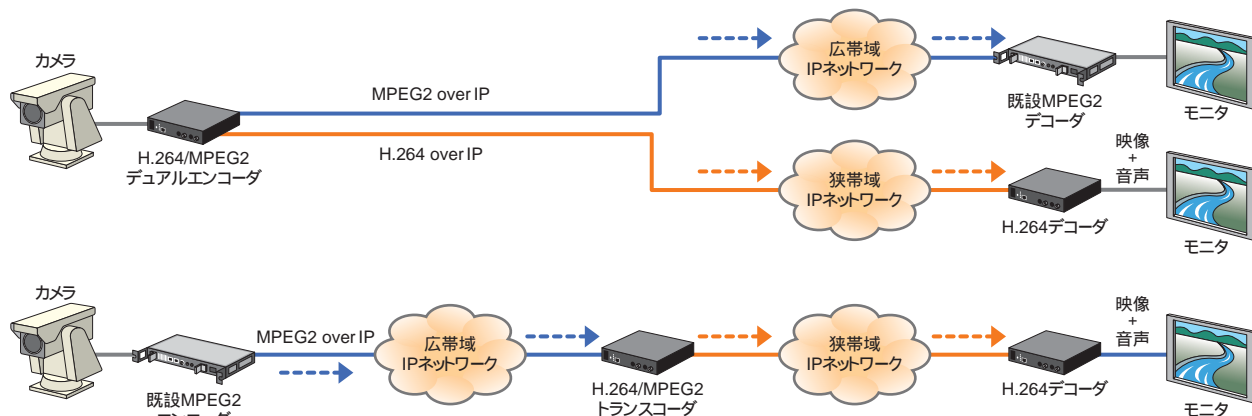 カメラ
H.264/MPEG2
デュアルエンコーダ
MPEG2 over IP
H.264 over IP
広帯域
IPネットワーク
既設MPEG2
デコーダ
モニタ
狭帯域
IPネットワーク
H.264デコーダ
映像
+
音声
モニタ
カメラ
既設MPEG2
エンコーダ
MPEG2 over IP
広帯域
IPネットワーク
H.264/MPEG2
トランスコーダ
狭帯域
IPネットワーク
H.264デコーダ
映像
+
音声
モニタ